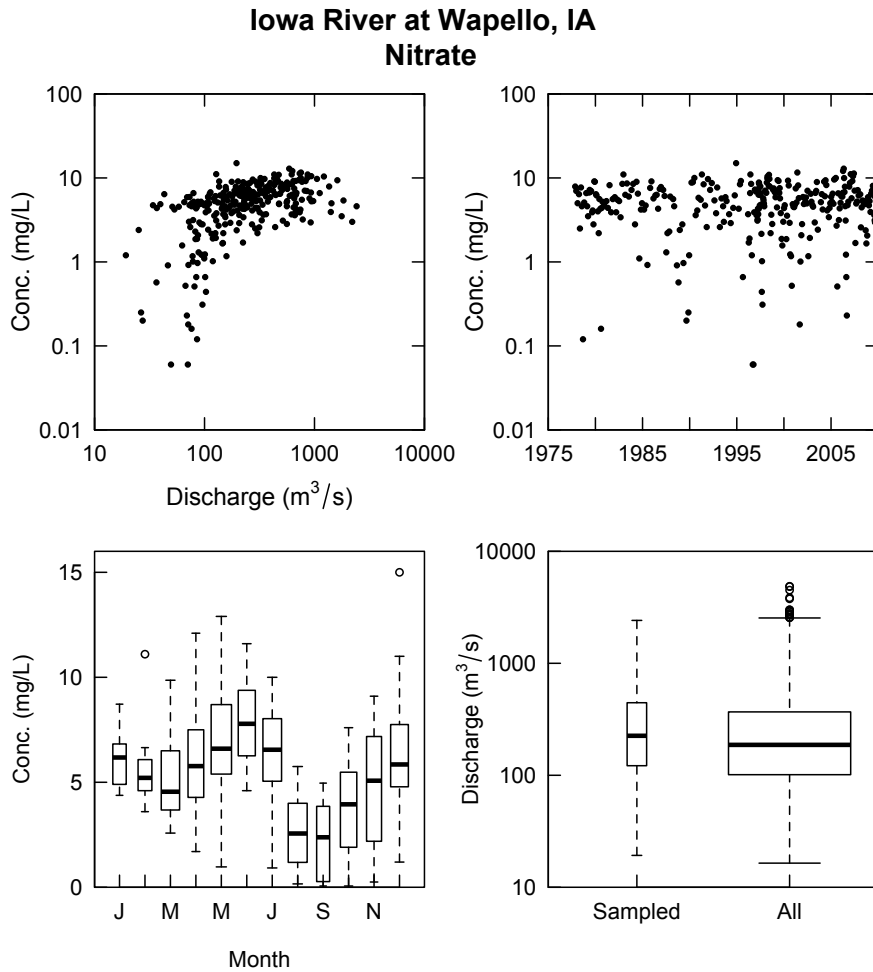 Iowa River at Wapello, IA
Nitrate
100
10
1
0.1
0.01
Conc. (mg/L)
10 100 1000 10000
Discharge (m³/s)
100
10
1
0.1
0.01
Conc. (mg/L)
1975 1985 1995 2005
15
10
5
0
Conc. (mg/L)
J M M J S N
Month
10000
1000
100
10
Discharge (m³/s)
Sampled All